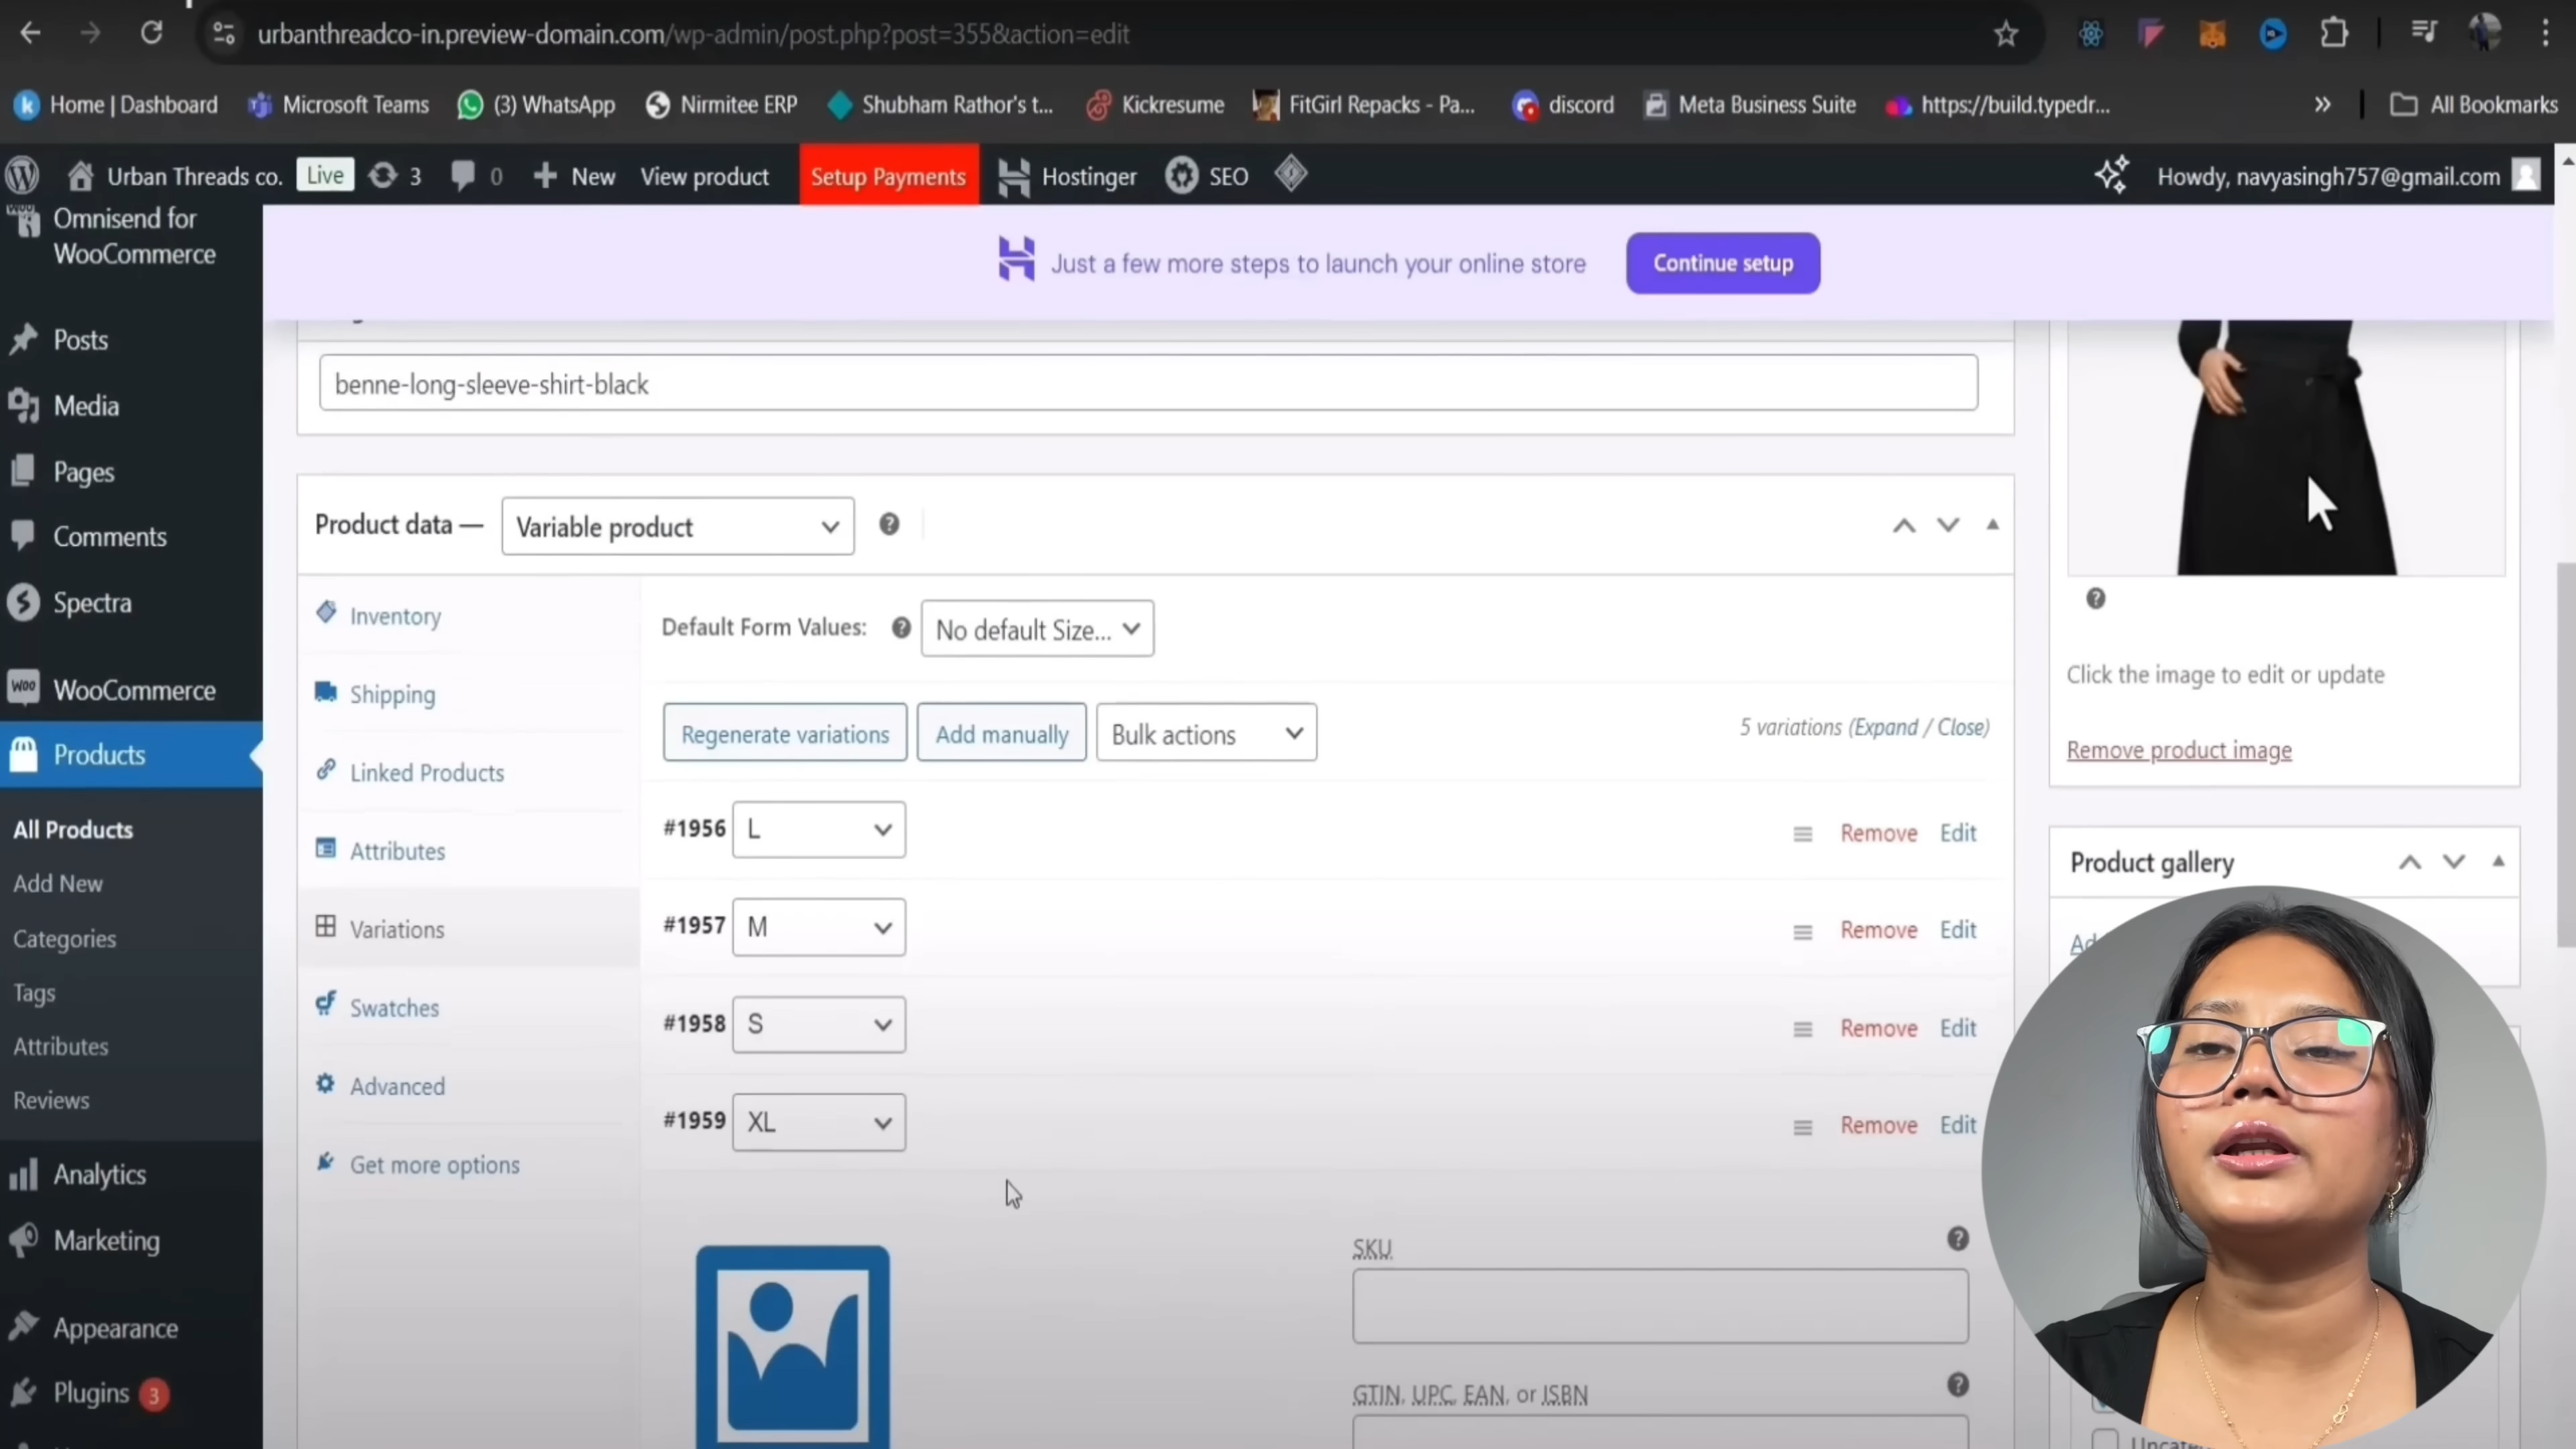 urbanthreadco-in.preview-domain.com/wp-admin/post.php?post=355&action=edit
Home | Dashboard
Microsoft Teams
(3) WhatsApp
Nirmitee ERP
Shubham Rathor's t...
Kickresume
FitGirl Repacks - Pa...
discord
Meta Business Suite
https://build.typedr...
»
All Bookmarks
Urban Threads co.
Live
3
0
New
View product
Setup Payments
Hostinger
SEO
Howdy, navyasingh757@gmail.com
Omnisend for
WooCommerce
Posts
Media
Pages
Comments
Spectra
WooCommerce
Products
All Products
Add New
Categories
Tags
Attributes
Reviews
Analytics
Marketing
Appearance
Plugins 3
Just a few more steps to launch your online store
Continue setup
benne-long-sleeve-shirt-black
Product data —
Variable product
Inventory
Shipping
Linked Products
Attributes
Variations
Swatches
Advanced
Get more options
Default Form Values:
No default Size...
Regenerate variations
Add manually
Bulk actions
5 variations (Expand / Close)
#1956 L Remove Edit
#1957 M Remove Edit
#1958 S Remove Edit
#1959 XL Remove Edit
SKU
GTIN, UPC, EAN, or ISBN
Click the image to edit or update
Remove product image
Product gallery